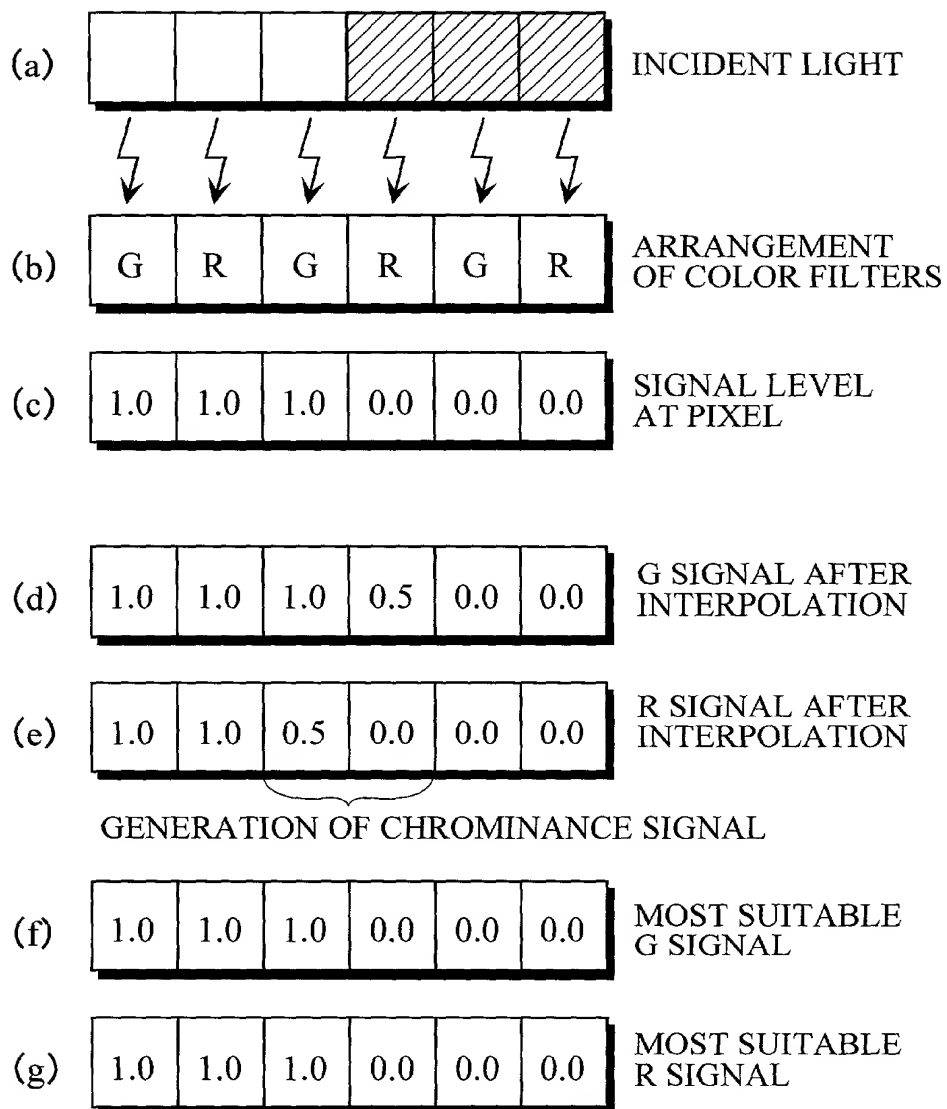 (a) INCIDENT LIGHT
(b) G R G R G R ARRANGEMENT
OF COLOR FILTERS
(c) 1.0 1.0 1.0 0.0 0.0 0.0 SIGNAL LEVEL
AT PIXEL
(d) 1.0 1.0 1.0 0.5 0.0 0.0 G SIGNAL AFTER
INTERPOLATION
(e) 1.0 1.0 0.5 0.0 0.0 0.0 R SIGNAL AFTER
INTERPOLATION
GENERATION OF CHROMINANCE SIGNAL
(f) 1.0 1.0 1.0 0.0 0.0 0.0 MOST SUITABLE
G SIGNAL
(g) 1.0 1.0 1.0 0.0 0.0 0.0 MOST SUITABLE
R SIGNAL